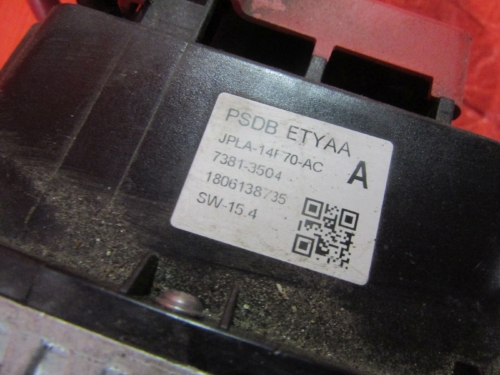 PSDB ETYAA
JPLA-14F70-AC
7381-3504 A
1806138735
SW-15.4